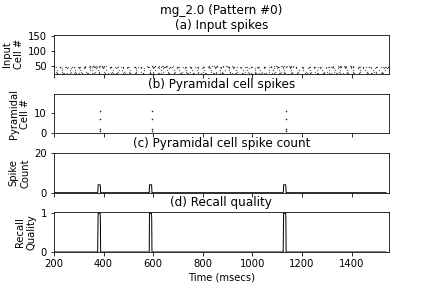 mg_2.0 (Pattern #0)
(a) Input spikes
Input
Cell #
150
100
50
(b) Pyramidal cell spikes
Pyramidal
Cell #
10
0
(c) Pyramidal cell spike count
Spike
Count
20
0
(d) Recall quality
Recall
Quality
1
0
200 400 600 800 1000 1200 1400
Time (msecs)